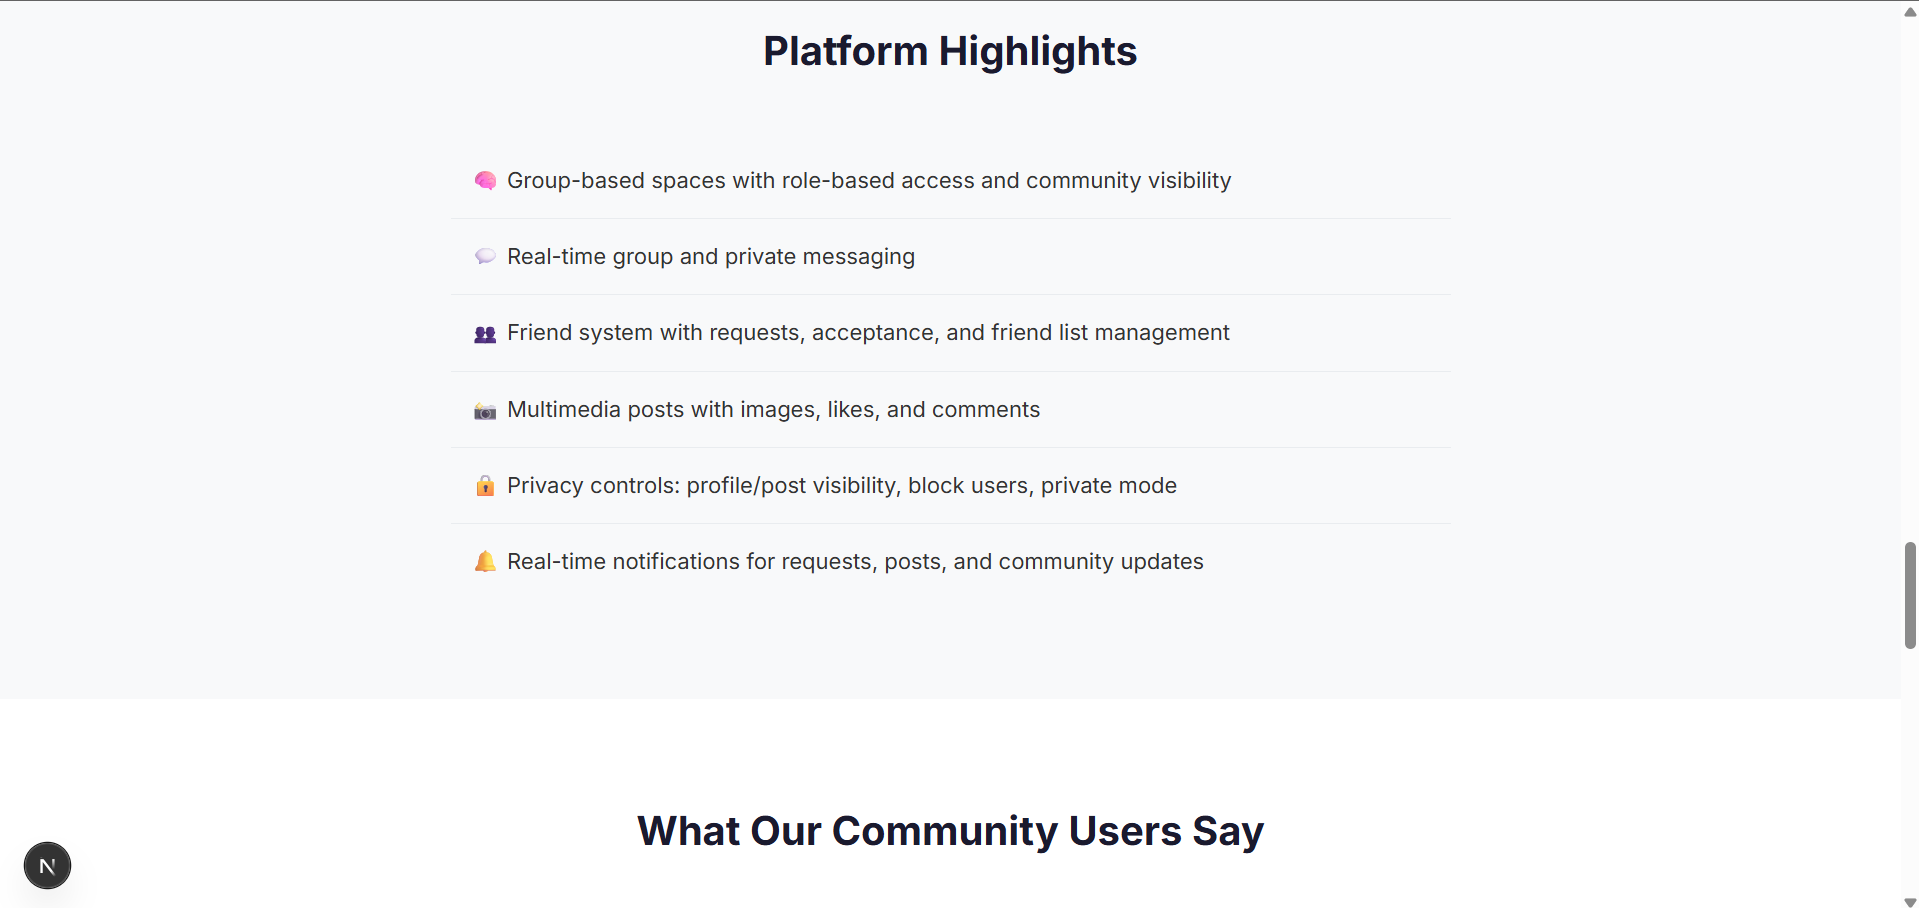 Platform Highlights
🧠 Group-based spaces with role-based access and community visibility
💬 Real-time group and private messaging
👥 Friend system with requests, acceptance, and friend list management
📸 Multimedia posts with images, likes, and comments
🔒 Privacy controls: profile/post visibility, block users, private mode
🔔 Real-time notifications for requests, posts, and community updates
What Our Community Users Say
N